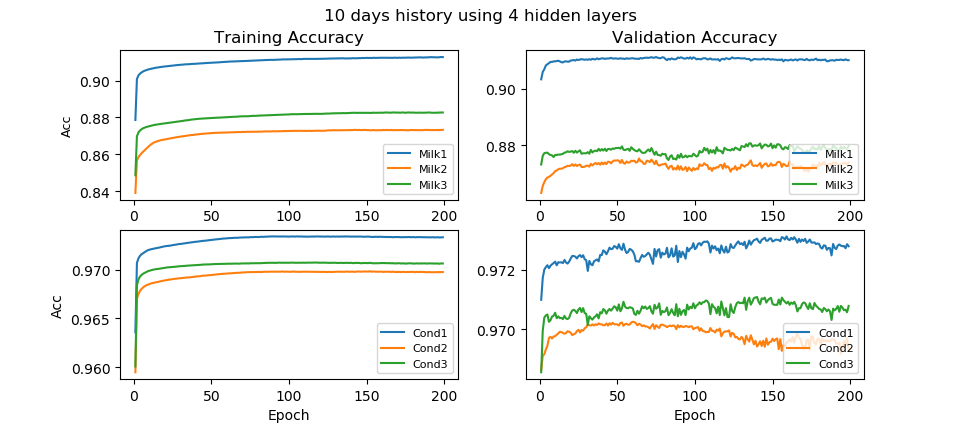 10 days history using 4 hidden layers
Training Accuracy
Validation Accuracy
Acc
0.90
0.88
0.86
0.84
0 50 100 150 200
Milk1
Milk2
Milk3
0.90
0.88
0 50 100 150 200
Milk1
Milk2
Milk3
Acc
0.970
0.965
0.960
0 50 100 150 200
Epoch
Cond1
Cond2
Cond3
0.972
0.970
0 50 100 150 200
Epoch
Cond1
Cond2
Cond3